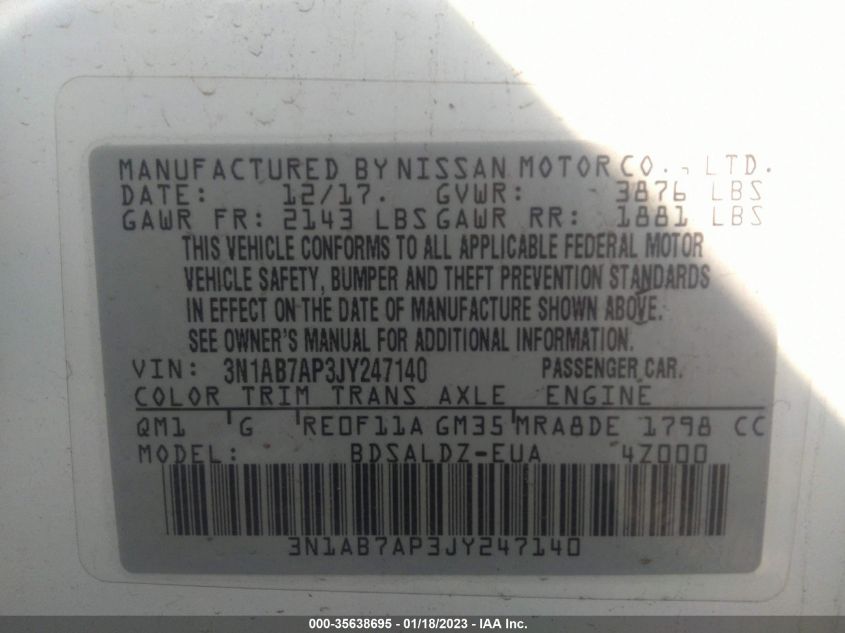 MANUFACTURED BY NISSAN MOTOR CO., LTD.
DATE: 12/17. GVWR: 3876 LBS
GAWR FR: 2143 LBS GAWR RR: 1881 LBS
THIS VEHICLE CONFORMS TO ALL APPLICABLE FEDERAL MOTOR
VEHICLE SAFETY, BUMPER AND THEFT PREVENTION STANDARDS
IN EFFECT ON THE DATE OF MANUFACTURE SHOWN ABOVE.
SEE OWNER'S MANUAL FOR ADDITIONAL INFORMATION.
VIN: 3N1AB7AP3JY247140 PASSENGER CAR.
COLOR TRIM TRANS AXLE ENGINE
QM1 G RE0F11A GM35 MRA8DE 1798 CC
MODEL: BDSALDZ-EUA 4Z000
3N1AB7AP3JY247140
000-35638695 - 01/18/2023 - IAA Inc.